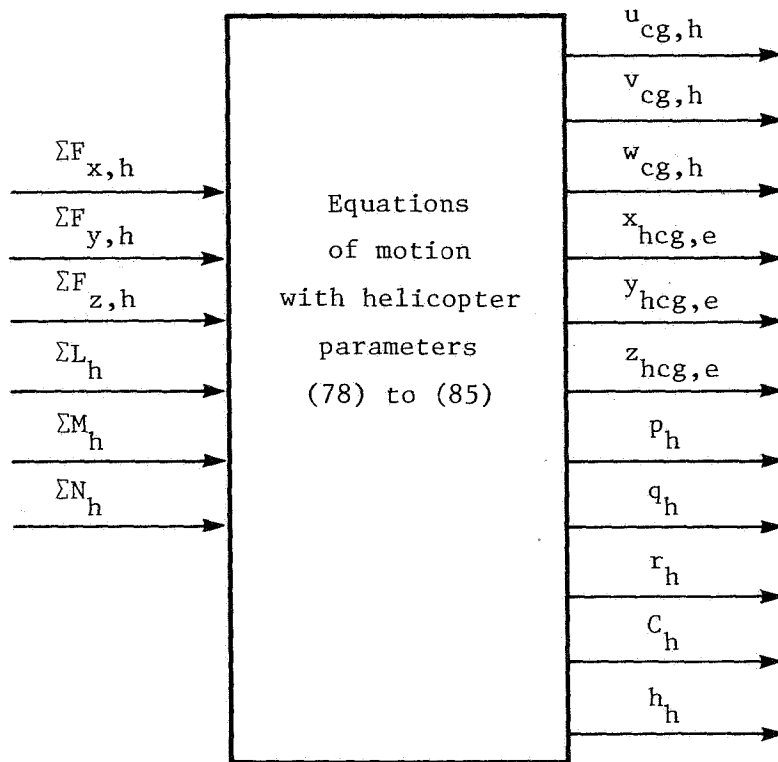 ΣF_x,h
ΣF_y,h
ΣF_z,h
ΣL_h
ΣM_h
ΣN_h
Equations
of motion
with helicopter
parameters
(78) to (85)
u_cg,h
v_cg,h
w_cg,h
x_hcg,e
y_hcg,e
z_hcg,e
p_h
q_h
r_h
C_h
h_h